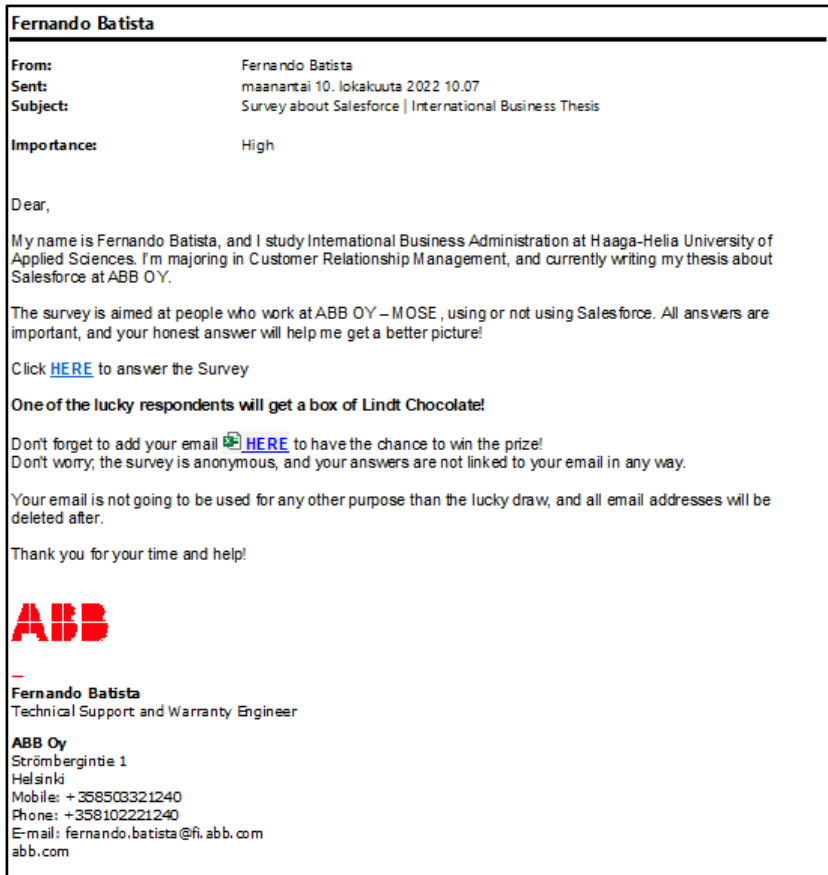 Fernando Batista
From: Fernando Batista
Sent: maanantai 10. lokakuuta 2022 10.07
Subject: Survey about Salesforce | International Business Thesis
Importance: High
Dear,
My name is Fernando Batista, and I study International Business Administration at Haaga-Helia University of
Applied Sciences. I'm majoring in Customer Relationship Management, and currently writing my thesis about
Salesforce at ABB OY.
The survey is aimed at people who work at ABB OY – MOSE, using or not using Salesforce. All answers are
important, and your honest answer will help me get a better picture!
Click HERE to answer the Survey
One of the lucky respondents will get a box of Lindt Chocolate!
Don't forget to add your email HERE to have the chance to win the prize!
Don't worry; the survey is anonymous, and your answers are not linked to your email in any way.
Your email is not going to be used for any other purpose than the lucky draw, and all email addresses will be
deleted after.
Thank you for your time and help!
ABB
—
Fernando Batista
Technical Support and Warranty Engineer
ABB Oy
Strömbergintie 1
Helsinki
Mobile: +358503321240
Phone: +358102221240
E-mail: fernando.batista@fi.abb.com
abb.com